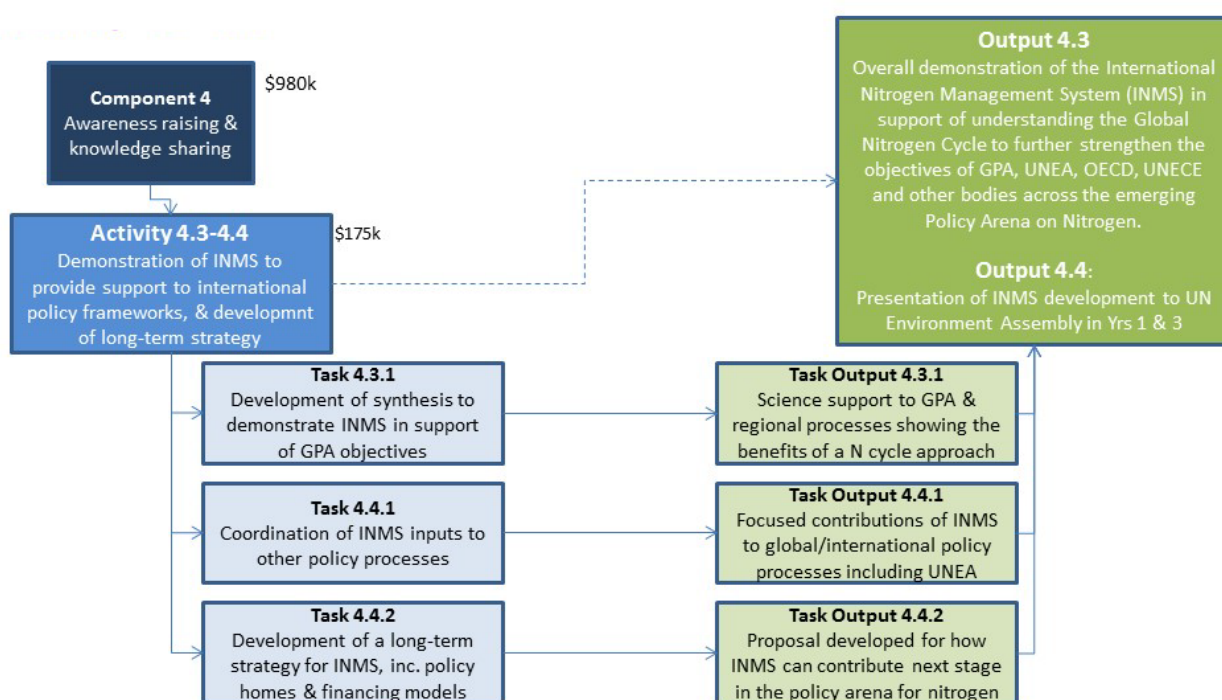 Component 4
Awareness raising &
knowledge sharing
$980k
Activity 4.3-4.4
Demonstration of INMS to
provide support to international
policy frameworks, & developmnt
of long-term strategy
$175k
Output 4.3
Overall demonstration of the International
Nitrogen Management System (INMS) in
support of understanding the Global
Nitrogen Cycle to further strengthen the
objectives of GPA, UNEA, OECD, UNECE
and other bodies across the emerging
Policy Arena on Nitrogen.
Output 4.4:
Presentation of INMS development to UN
Environment Assembly in Yrs 1 & 3
Task 4.3.1
Development of synthesis to
demonstrate INMS in support
of GPA objectives
Task Output 4.3.1
Science support to GPA &
regional processes showing the
benefits of a N cycle approach
Task 4.4.1
Coordination of INMS inputs to
other policy processes
Task Output 4.4.1
Focused contributions of INMS
to global/international policy
processes including UNEA
Task 4.4.2
Development of a long-term
strategy for INMS, inc. policy
homes & financing models
Task Output 4.4.2
Proposal developed for how
INMS can contribute next stage
in the policy arena for nitrogen